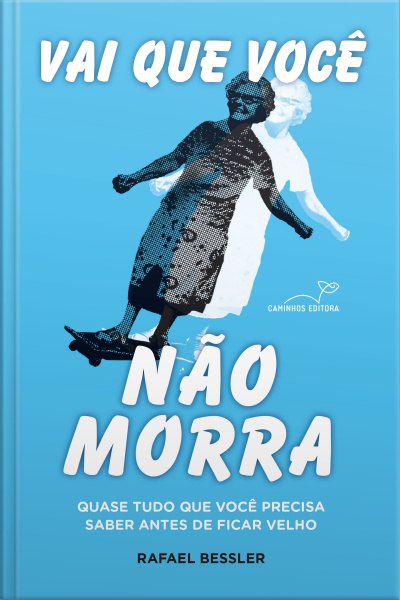 VAI QUE VOCÊ
CAMINHOS EDITORA
NÃO
MORRA
QUASE TUDO QUE VOCÊ PRECISA
SABER ANTES DE FICAR VELHO
RAFAEL BESSLER